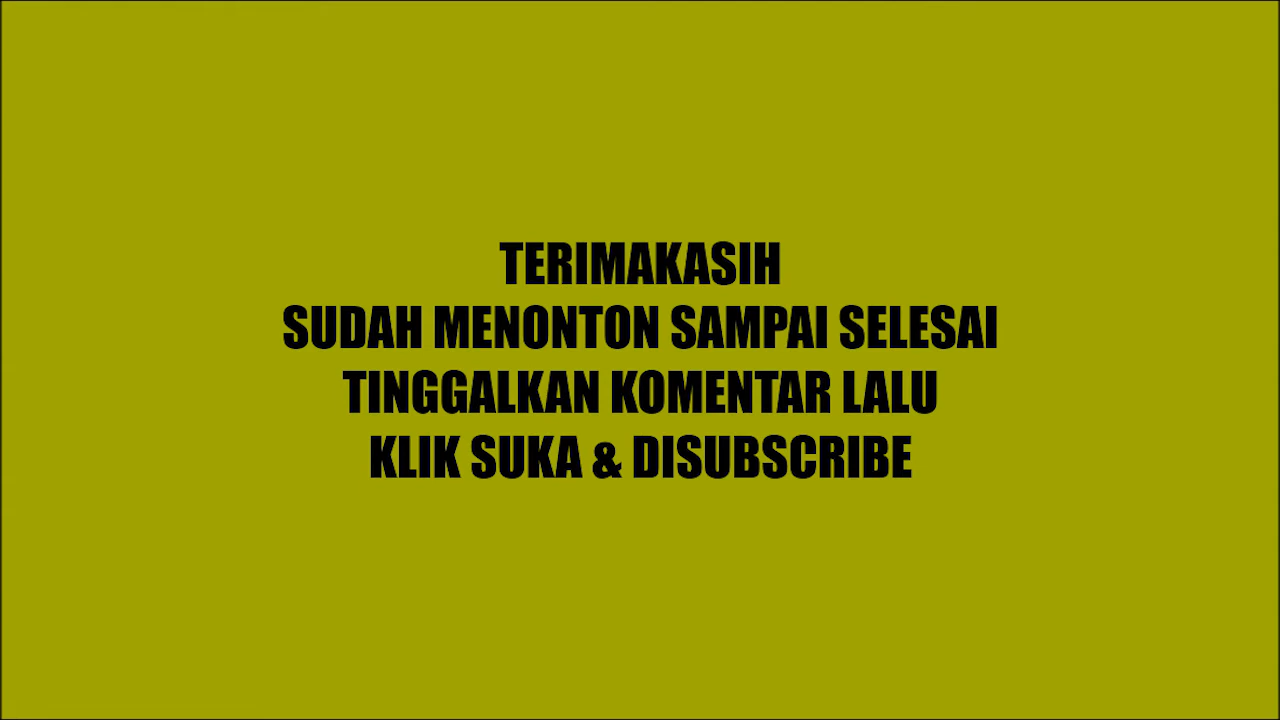 TERIMAKASIH
SUDAH MENONTON SAMPAI SELESAI
TINGGALKAN KOMENTAR LALU
KLIK SUKA & DISUBSCRIBE